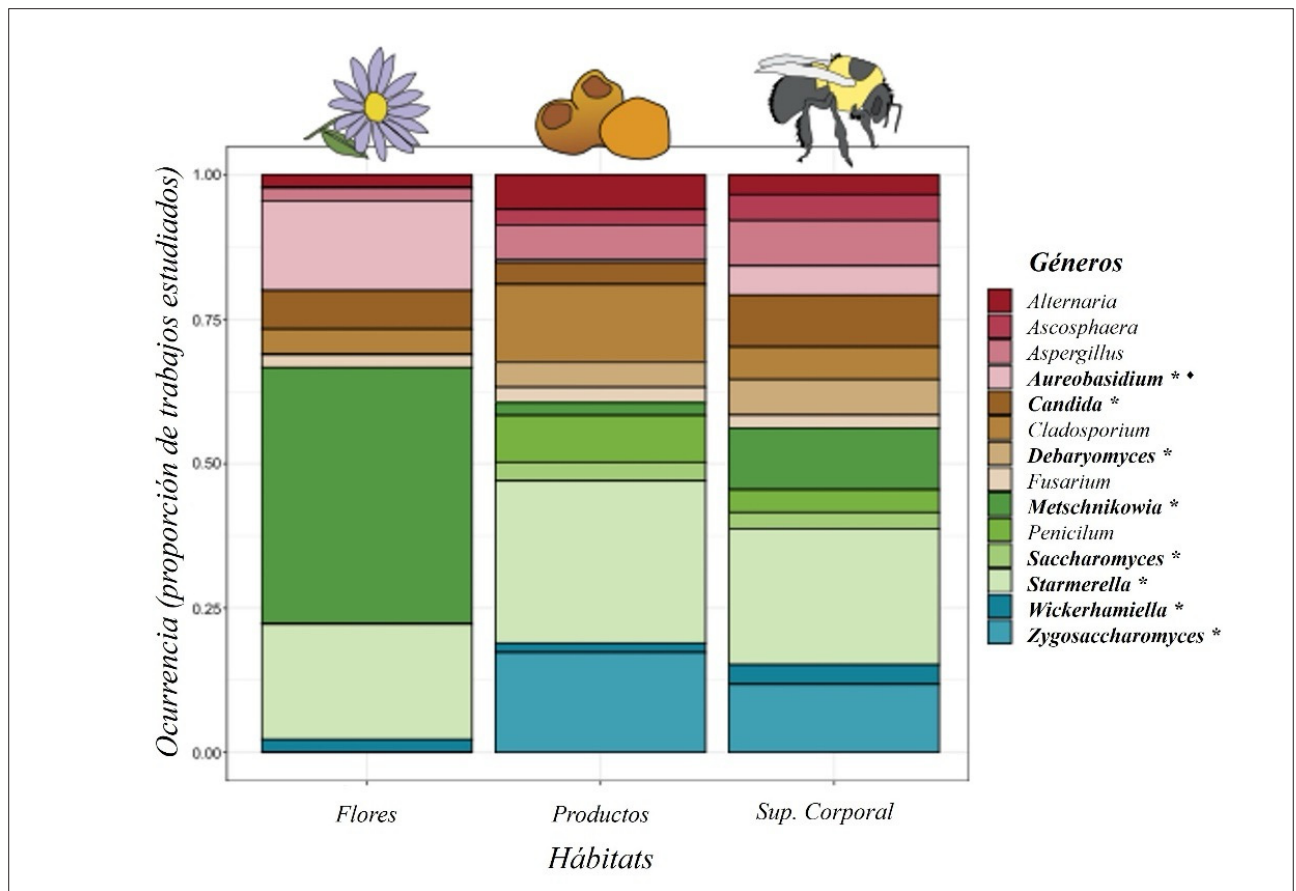 1.00
0.75
0.50
0.25
0.00
Ocurrencia (proporción de trabajos estudiados)
Flores
Productos
Sup. Corporal
Hábitats
Géneros
Alternaria
Ascosphaera
Aspergillus
Aureobasidium * ♦
Candida *
Cladosporium
Debaryomyces *
Fusarium
Metschnikowia *
Penicilum
Saccharomyces *
Starmerella *
Wickerhamiella *
Zygosaccharomyces *